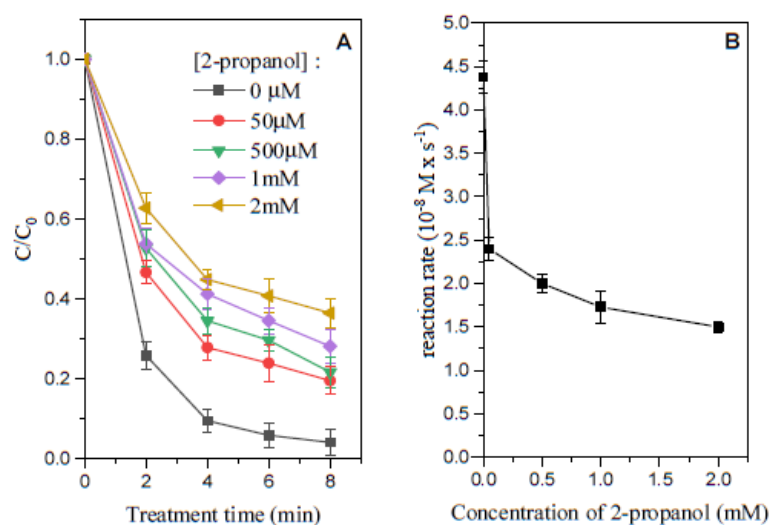 A
[2-propanol] :
0 μM
50μM
500μM
1mM
2mM
C/C₀
1.0
0.8
0.6
0.4
0.2
0.0
0 2 4 6 8
Treatment time (min)
B
reaction rate (10⁻⁸ M x s⁻¹)
5.0
4.5
4.0
3.5
3.0
2.5
2.0
1.5
1.0
0.5
0.0
0.0 0.5 1.0 1.5 2.0
Concentration of 2-propanol (mM)